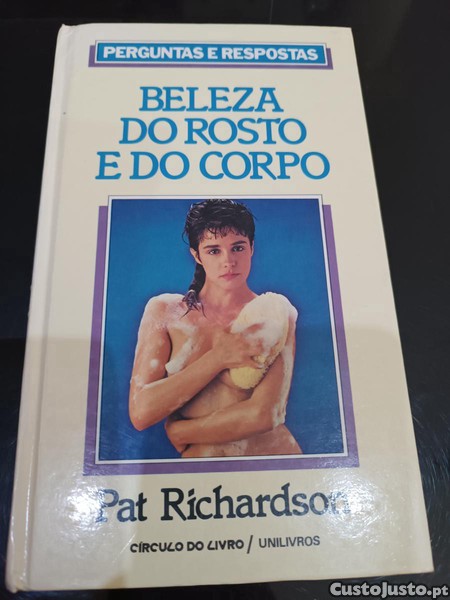 PERGUNTAS E RESPOSTAS
BELEZA
DO ROSTO
E DO CORPO
Pat Richardson
CÍRCULO DO LIVRO / UNILIVROS
CustoJusto.pt